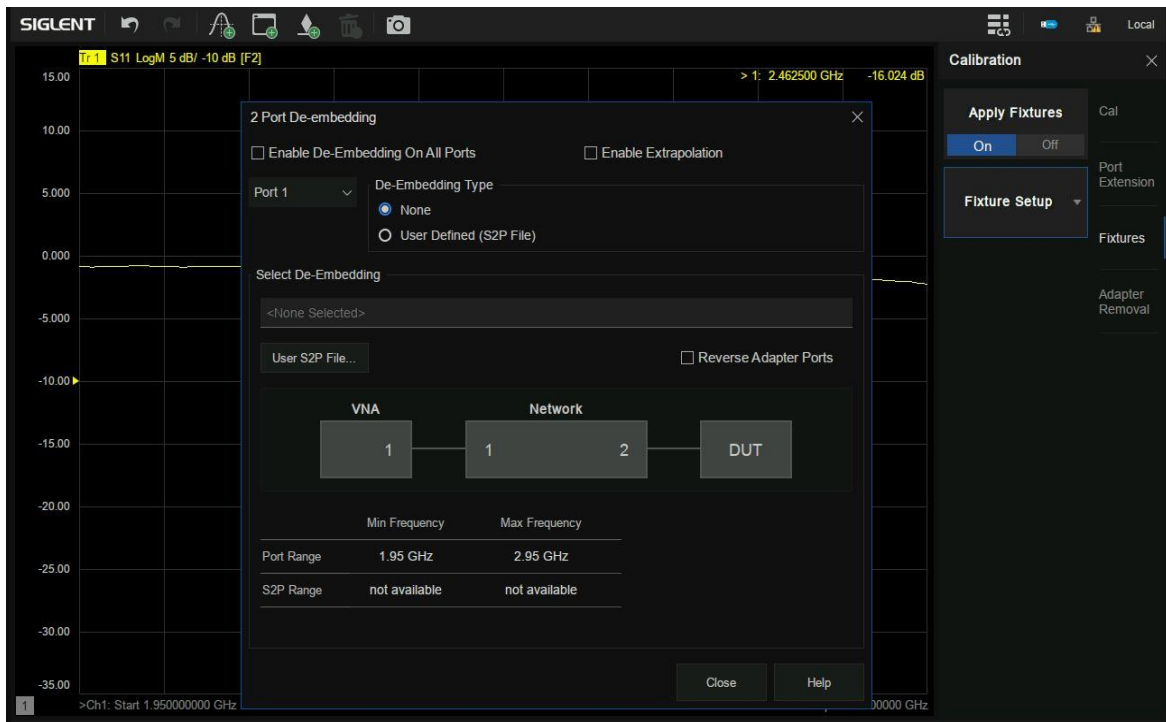 SIGLENT
Local
Tr 1 S11 LogM 5 dB/ -10 dB [F2]
> 1: 2.462500 GHz -16.024 dB
15.00
10.00
5.000
0.000
-5.000
-10.00
-15.00
-20.00
-25.00
-30.00
-35.00
1
>Ch1: Start 1.950000000 GHz
00000 GHz
2 Port De-embedding
Enable De-Embedding On All Ports
Enable Extrapolation
Port 1
De-Embedding Type
None
User Defined (S2P File)
Select De-Embedding
<None Selected>
User S2P File...
Reverse Adapter Ports
VNA Network
1 1 2 DUT
Min Frequency Max Frequency
Port Range 1.95 GHz 2.95 GHz
S2P Range not available not available
Close Help
Calibration
Apply Fixtures
On Off
Fixture Setup
Cal
Port
Extension
Fixtures
Adapter
Removal